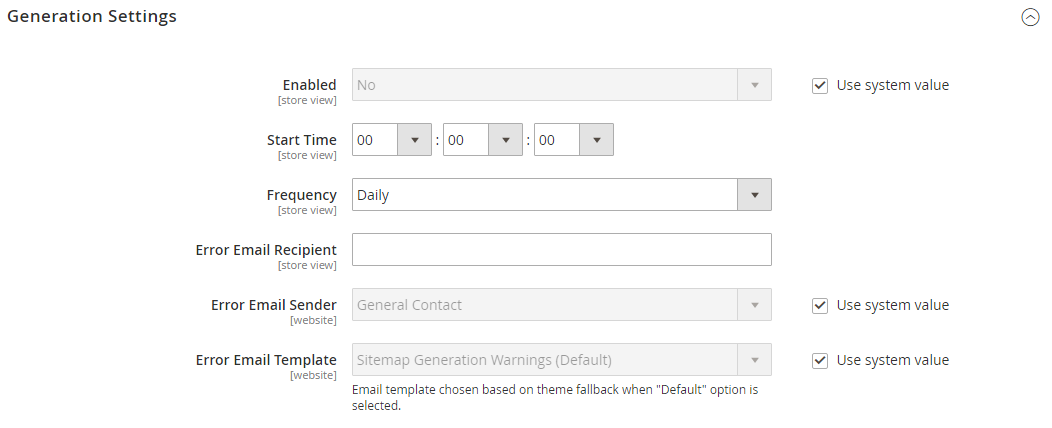 Generation Settings
Enabled
[store view]
No
Use system value
Start Time
[store view]
00 : 00 : 00
Frequency
[store view]
Daily
Error Email Recipient
[store view]
Error Email Sender
[website]
General Contact
Use system value
Error Email Template
[website]
Sitemap Generation Warnings (Default)
Use system value
Email template chosen based on theme fallback when "Default" option is
selected.